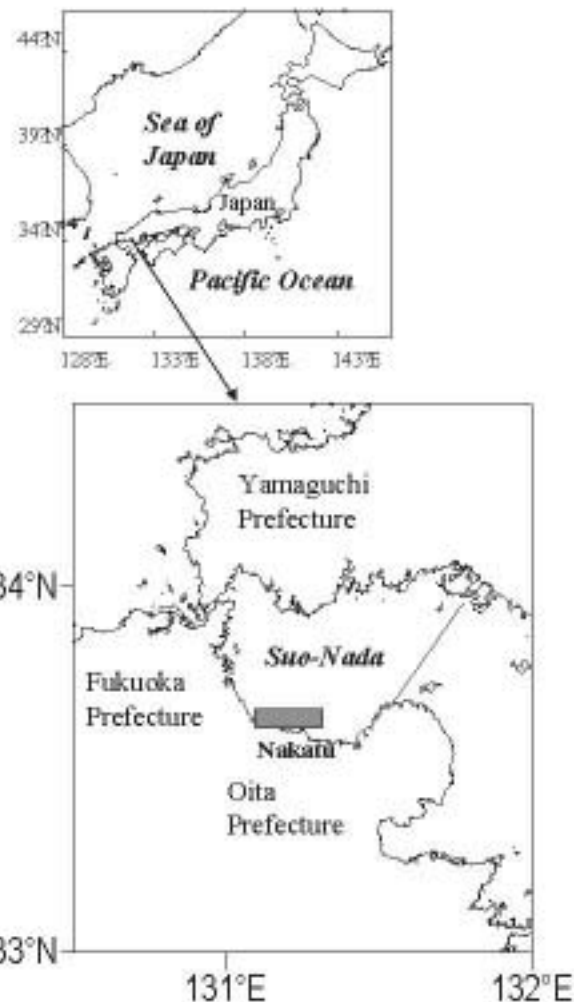 44°N
Sea of
Japan
39°N
Japan
34°N
Pacific Ocean
29°N
128°E 133°E 138°E 143°E
Yamaguchi
Prefecture
34°N
Suo-Nada
Fukuoka
Prefecture
Nakatu
Oita
Prefecture
33°N
131°E 132°E